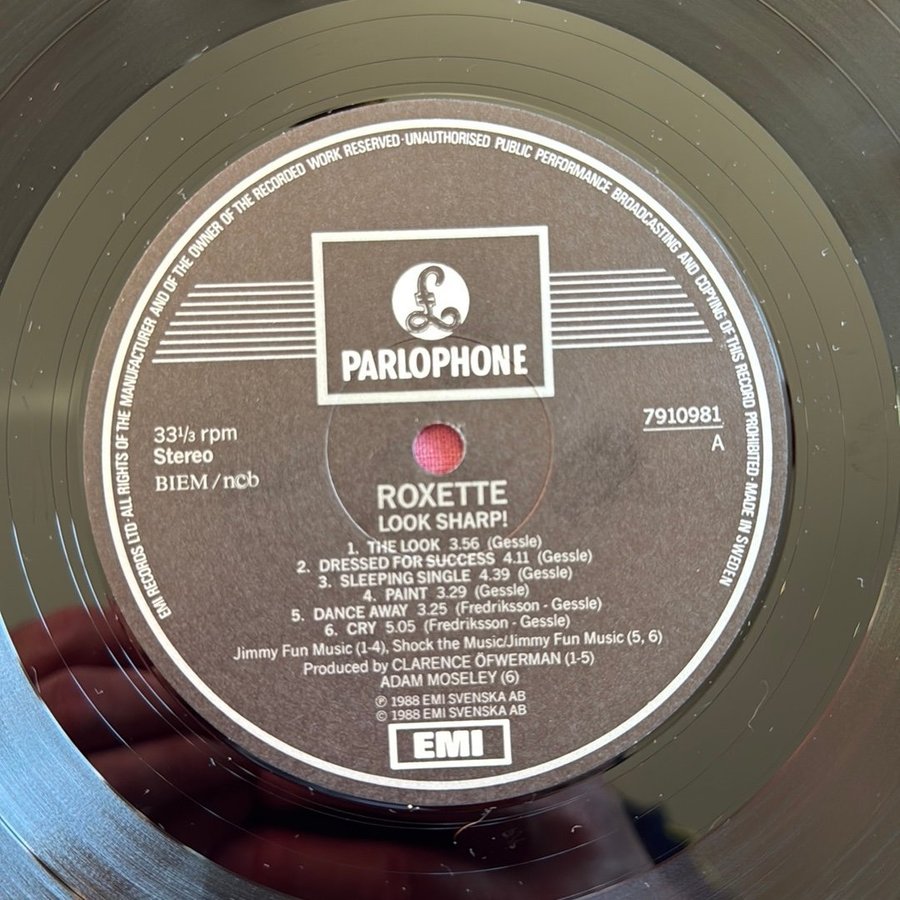 EMI RECORDS LTD·ALL RIGHTS OF THE MANUFACTURER AND OF THE OWNER OF THE RECORDED WORK RESERVED·UNAUTHORISED PUBLIC PERFORMANCE BROADCASTING AND COPYING OF THIS RECORD PROHIBITED·MADE IN SWEDEN
£
PARLOPHONE
33⅓ rpm
Stereo
BIEM/ncb
7910981
A
ROXETTE
LOOK SHARP!
1. THE LOOK 3.56 (Gessle)
2. DRESSED FOR SUCCESS 4.11 (Gessle)
3. SLEEPING SINGLE 4.39 (Gessle)
4. PAINT 3.29 (Gessle)
5. DANCE AWAY 3.25 (Fredriksson - Gessle)
6. CRY 5.05 (Fredriksson - Gessle)
Jimmy Fun Music (1-4), Shock the Music/Jimmy Fun Music (5, 6)
Produced by CLARENCE ÖFWERMAN (1-5)
ADAM MOSELEY (6)
℗ 1988 EMI SVENSKA AB
© 1988 EMI SVENSKA AB
EMI